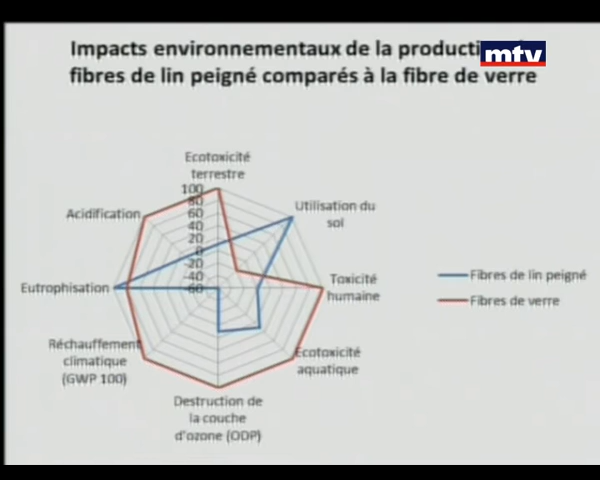 Impacts environnementaux de la
mtv
fibres de lin peigné comparés à la fibre de verre
Ecotoxicité
terrestre
100
80
60
40
20
0
-20
-40
-60
Utilisation du
sol
Toxicité
humaine
Ecotoxicité
aquatique
Destruction de
la couche
d'ozone (ODP)
Réchauffement
climatique
(GWP 100)
Eutrophisation
Acidification
Fibres de lin peigné
Fibres de verre